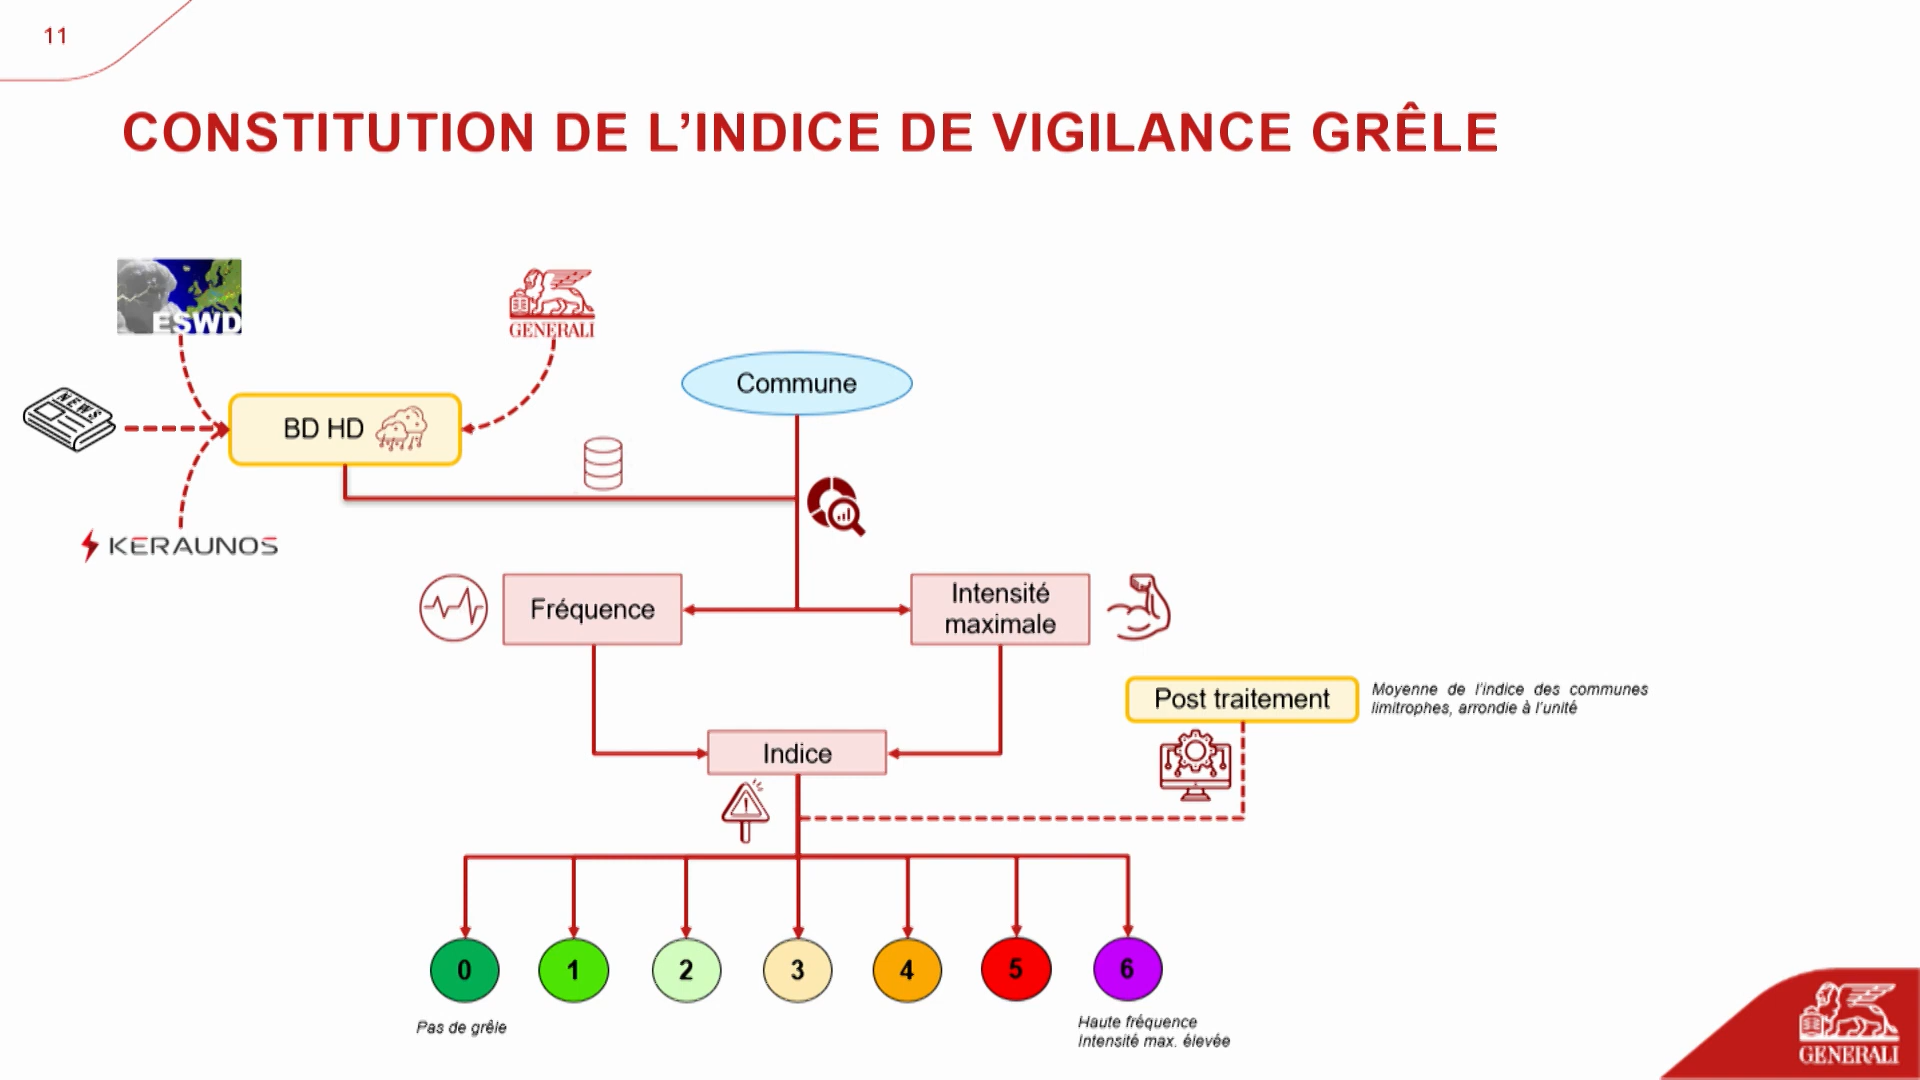 11
CONSTITUTION DE L’INDICE DE VIGILANCE GRÊLE
ESWD
GENERALI
Commune
NEWS
BD HD
KERAUNOS
Fréquence
Intensité
maximale
Post traitement
Moyenne de l’indice des communes
limitrophes, arrondie à l’unité
Indice
0
1
2
3
4
5
6
Pas de grêle
Haute fréquence
Intensité max. élevée
GENERALI